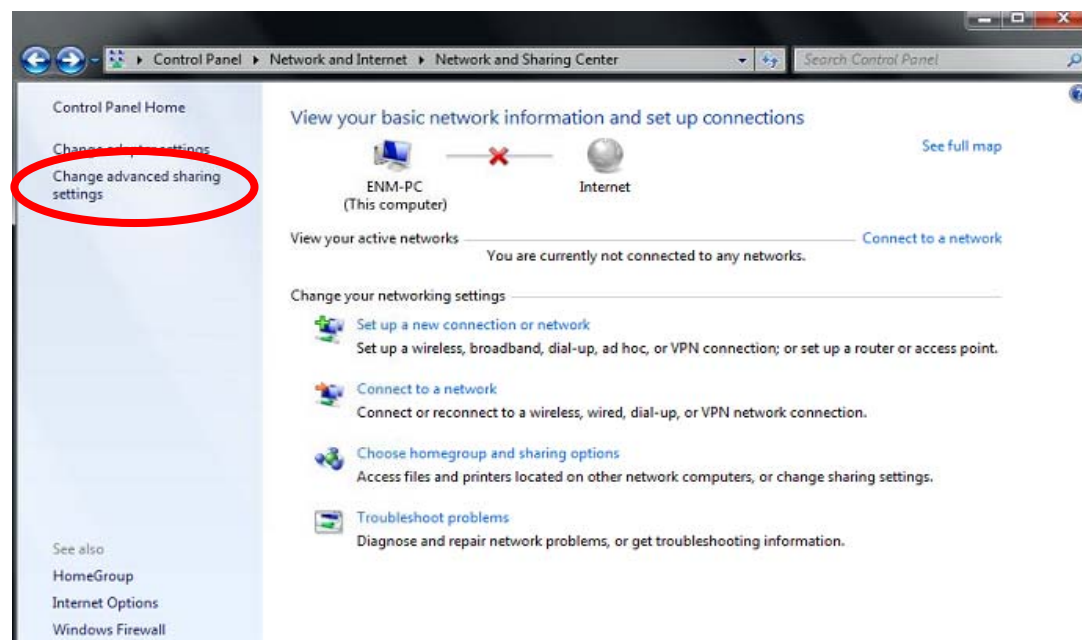 Control Panel ▸ Network and Internet ▸ Network and Sharing Center
Search Control Panel
Control Panel Home
Change adapter settings
Change advanced sharing
settings
See also
HomeGroup
Internet Options
Windows Firewall
View your basic network information and set up connections
See full map
ENM-PC
(This computer)
Internet
View your active networks
Connect to a network
You are currently not connected to any networks.
Change your networking settings
Set up a new connection or network
Set up a wireless, broadband, dial-up, ad hoc, or VPN connection; or set up a router or access point.
Connect to a network
Connect or reconnect to a wireless, wired, dial-up, or VPN network connection.
Choose homegroup and sharing options
Access files and printers located on other network computers, or change sharing settings.
Troubleshoot problems
Diagnose and repair network problems, or get troubleshooting information.